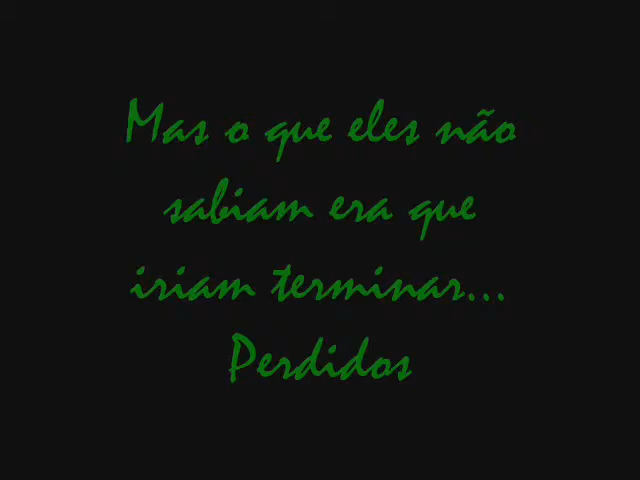 Mas o que eles não
sabiam era que
iriam terminar...
Perdidos